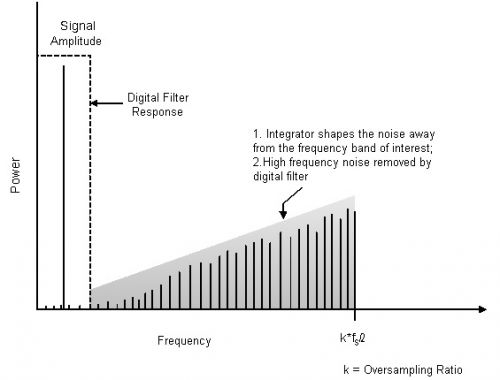 Signal
Amplitude
Digital Filter
Response
1. Integrator shapes the noise away
from the frequency band of interest;
2.High frequency noise removed by
digital filter
Power
Frequency
k*fs/2
k = Oversampling Ratio